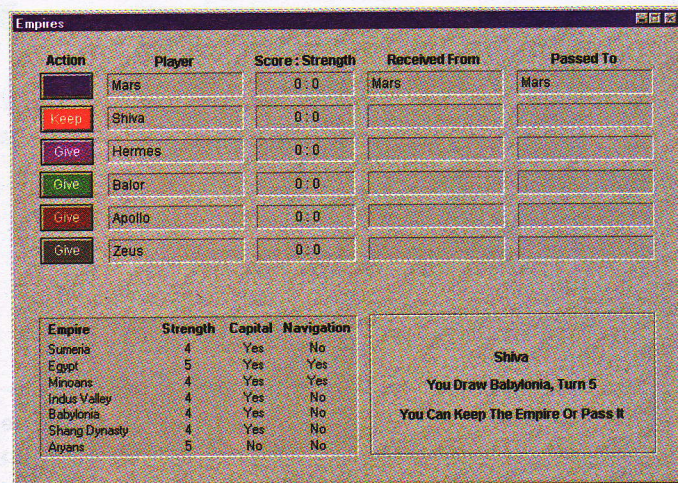 Empires
Action Player Score : Strength Received From Passed To
Mars 0 : 0 Mars Mars
Keep Shiva 0 : 0
Give Hermes 0 : 0
Give Balor 0 : 0
Give Apollo 0 : 0
Give Zeus 0 : 0
Empire Strength Capital Navigation
Sumeria 4 Yes No
Egypt 5 Yes Yes
Minoans 4 Yes Yes
Indus Valley 4 Yes No
Babylonia 4 Yes No
Shang Dynasty 4 Yes No
Aryans 5 No No
Shiva
You Draw Babylonia, Turn 5
You Can Keep The Empire Or Pass It